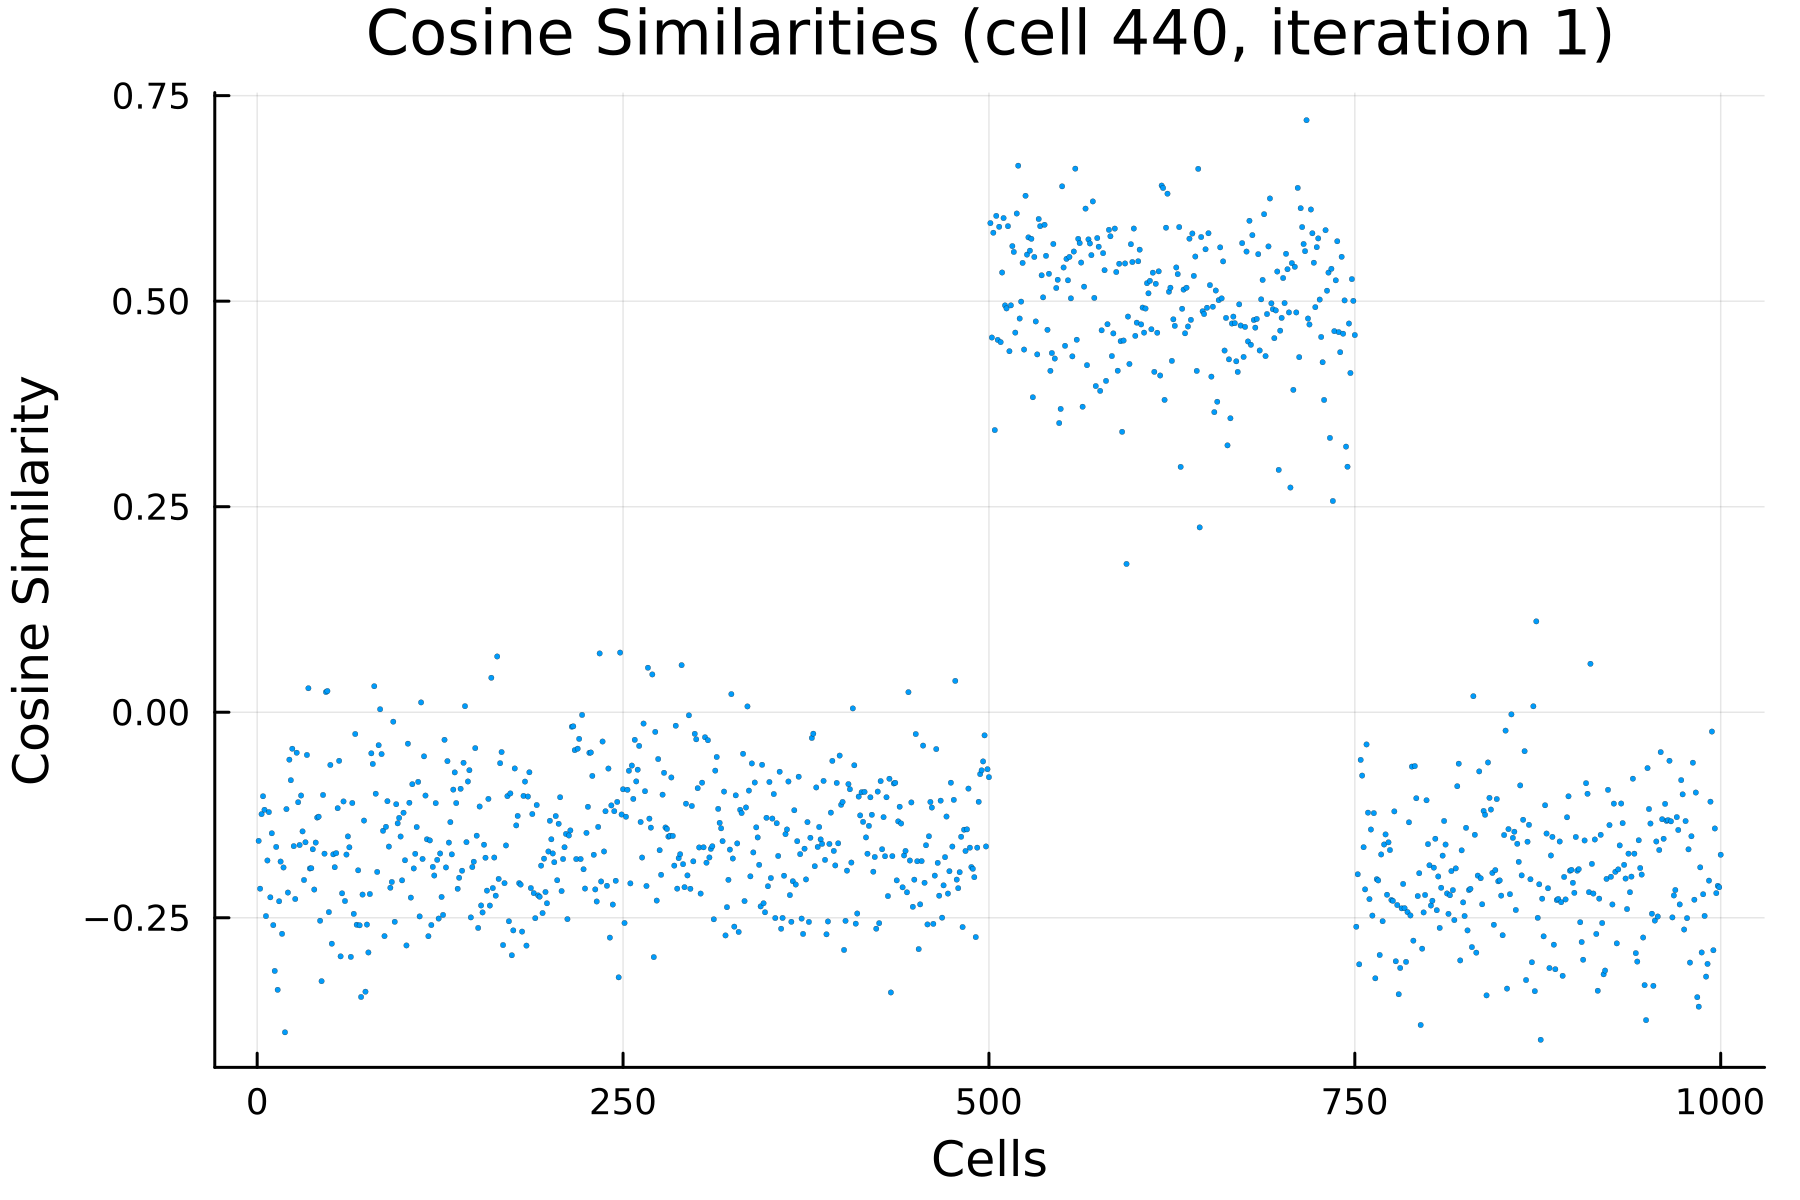 Cosine Similarities (cell 440, iteration 1)
0.75
0.50
0.25
0.00
−0.25
Cosine Similarity
0 250 500 750 1000
Cells